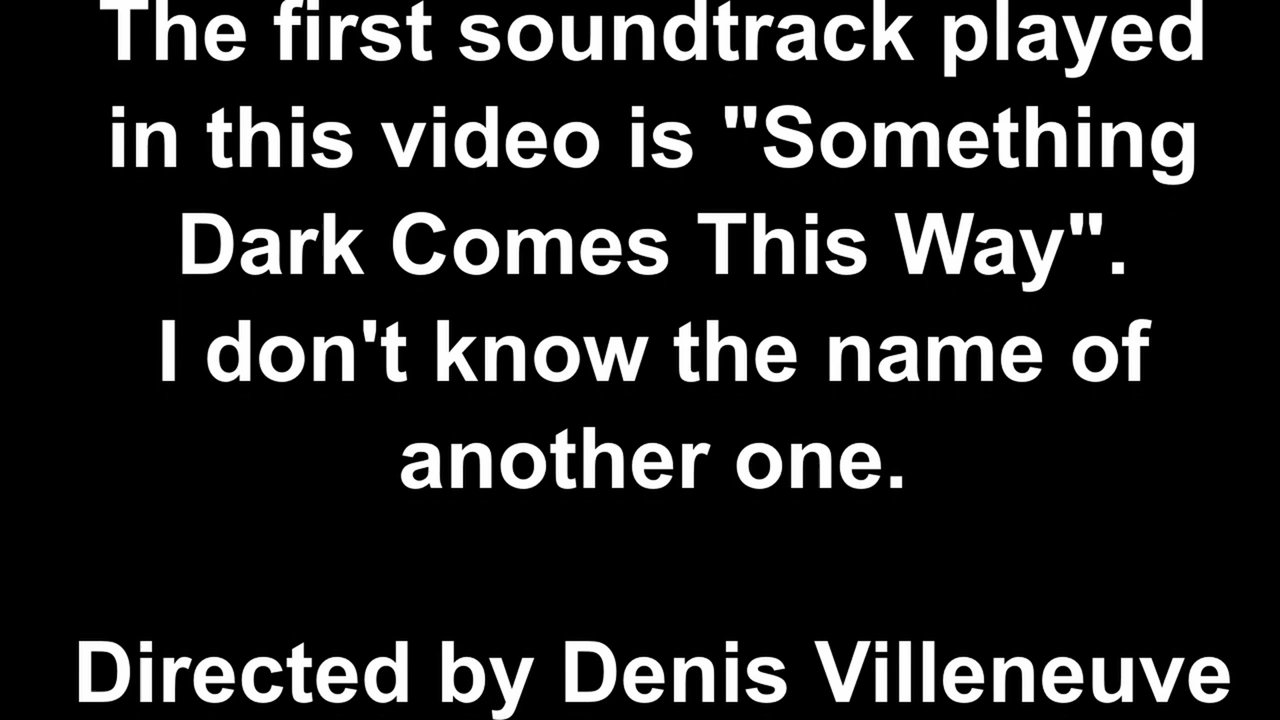 The first soundtrack played
in this video is "Something
Dark Comes This Way".
I don't know the name of
another one.
Directed by Denis Villeneuve